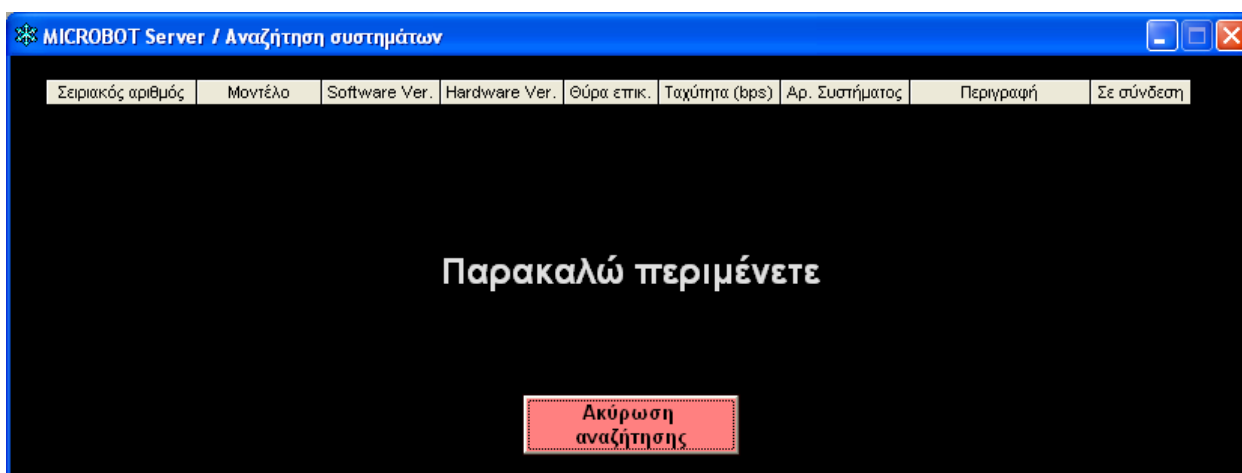 MICROBOT Server / Αναζήτηση συστημάτων
Σειριακός αριθμός Μοντέλο Software Ver. Hardware Ver. Θύρα επικ. Ταχύτητα (bps) Αρ. Συστήματος Περιγραφή Σε σύνδεση
Παρακαλώ περιμένετε
Ακύρωση
αναζήτησης